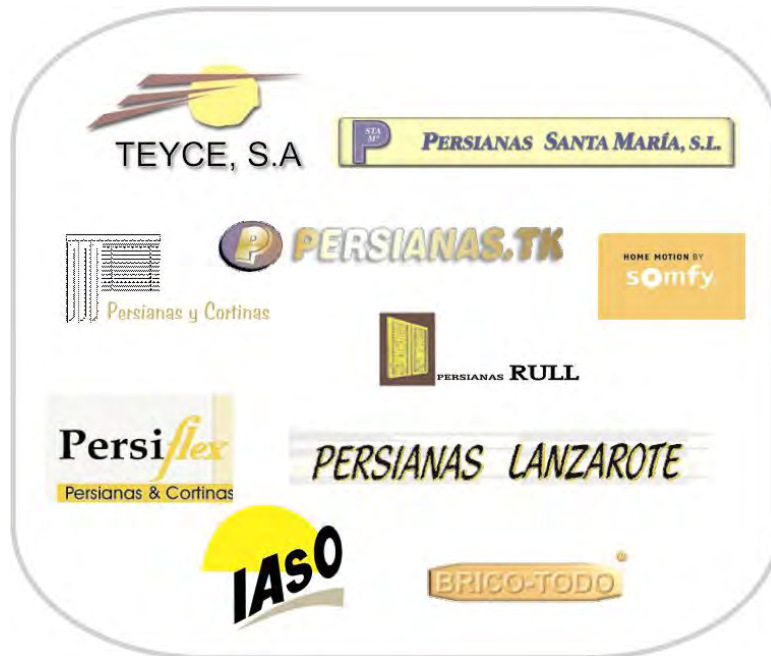 TEYCE, S.A
STA
Mª
P
PERSIANAS SANTA MARÍA, S.L.
P PERSIANAS.TK
HOME MOTION BY
somfy
Persianas y Cortinas
PERSIANAS RULL
Persiflex
Persianas & Cortinas
PERSIANAS LANZAROTE
IASO
BRICO-TODO ®